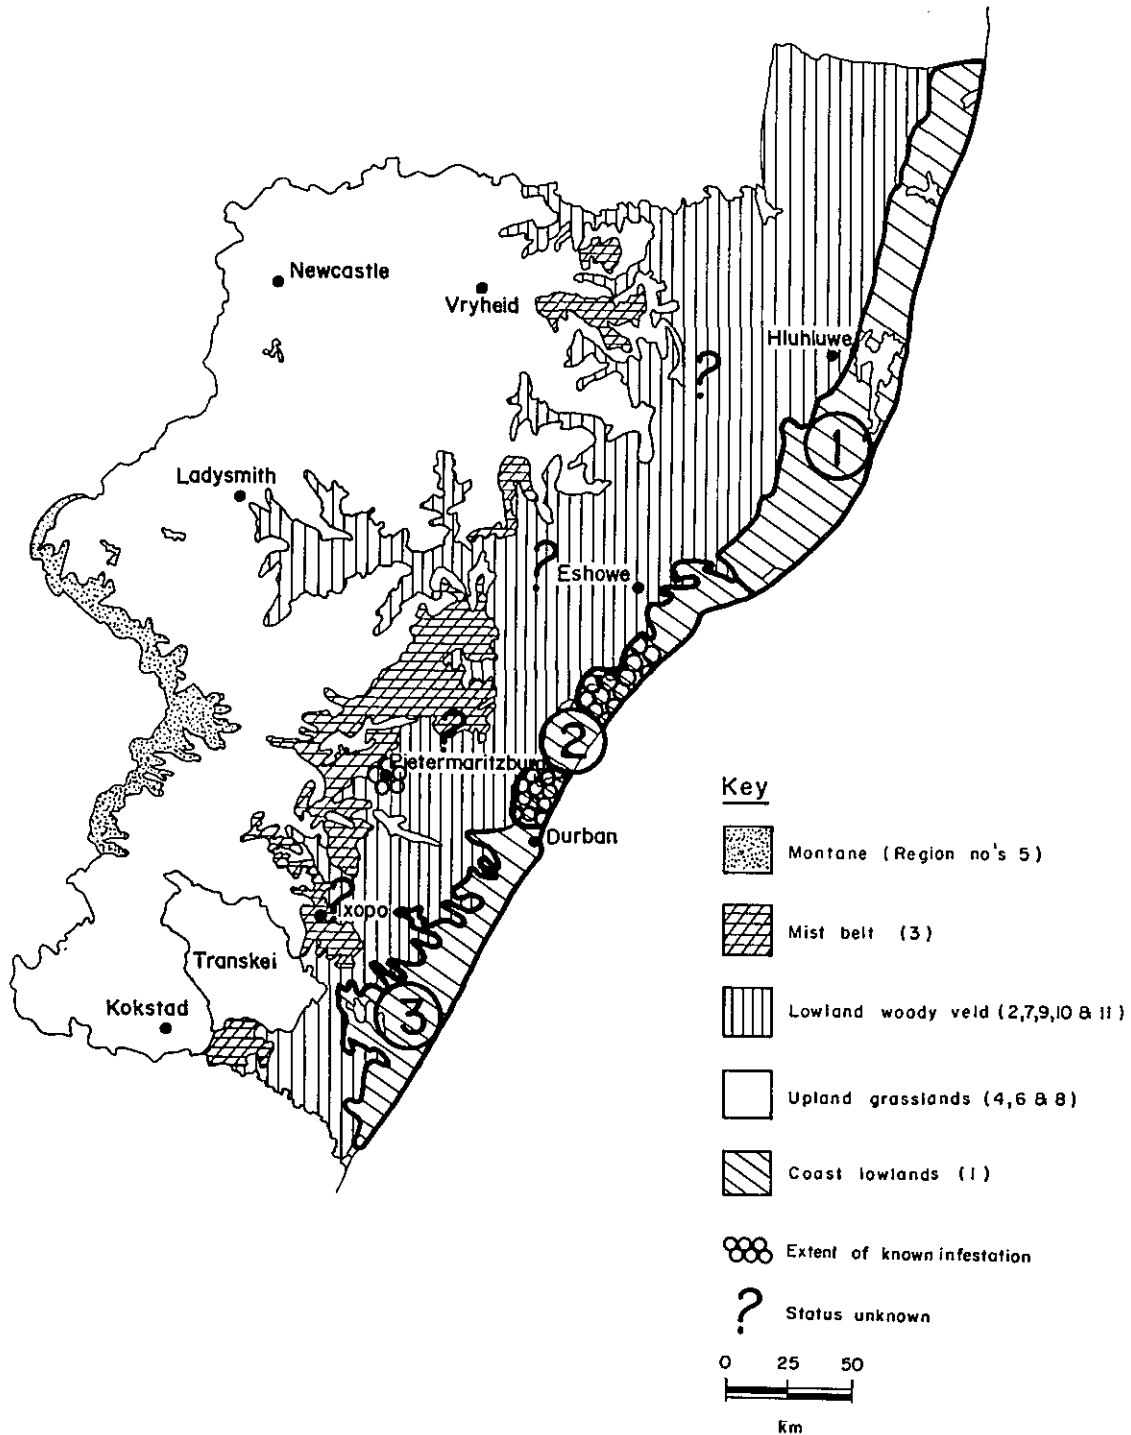 Newcastle
Vryheid
Hluhluwe
?
1
Ladysmith
?
Eshowe
?
2
Pietermaritzburg
Durban
?
Ixopo
Transkei
3
Kokstad
Key
Montane (Region no's 5)
Mist belt (3)
Lowland woody veld (2,7,9,10 & 11)
Upland grasslands (4,6 & 8)
Coast lowlands (1)
Extent of known infestation
? Status unknown
0 25 50
km